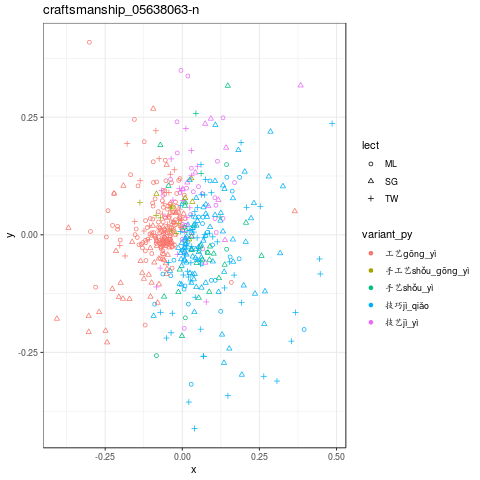 craftsmanship_05638063-n
y
0.25
0.00
-0.25
-0.25
0.00
0.25
0.50
x
lect
ML
SG
TW
variant_py
工艺gōng_yì
手工艺shǒu_gōng_yì
手艺shǒu_yì
技巧jì_qiǎo
技艺jì_yì